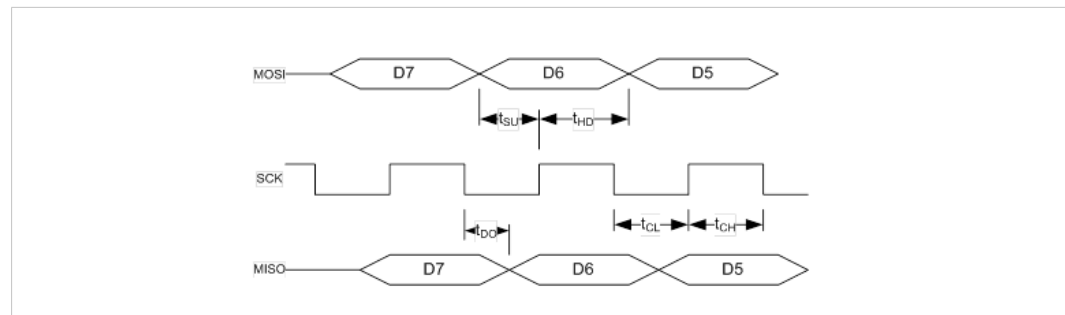 MOSI D7 D6 D5
tSU tHD
SCK
tDO tCL tCH
MISO D7 D6 D5